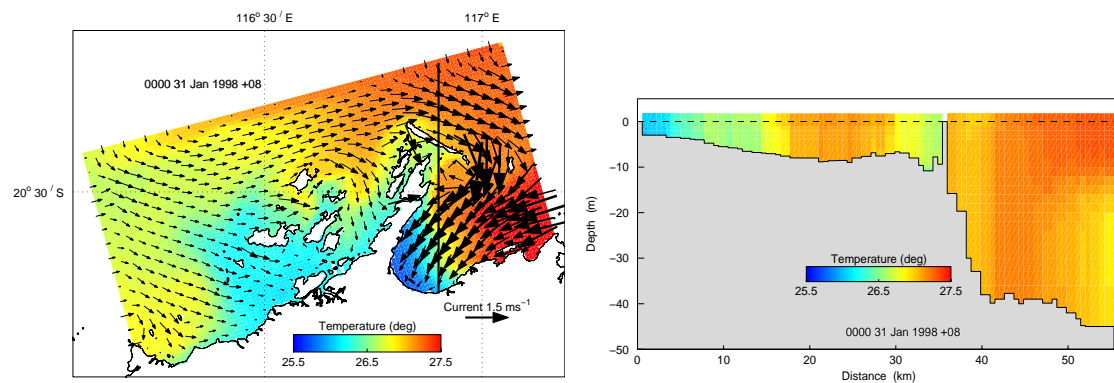 116° 30 ′ E 117° E
0000 31 Jan 1998 +08
20° 30 ′ S
Current 1.5 ms⁻¹
Temperature (deg)
25.5 26.5 27.5
0
−10
−20
−30
−40
−50
Depth (m)
Temperature (deg)
25.5 26.5 27.5
0000 31 Jan 1998 +08
0 10 20 30 40 50
Distance (km)